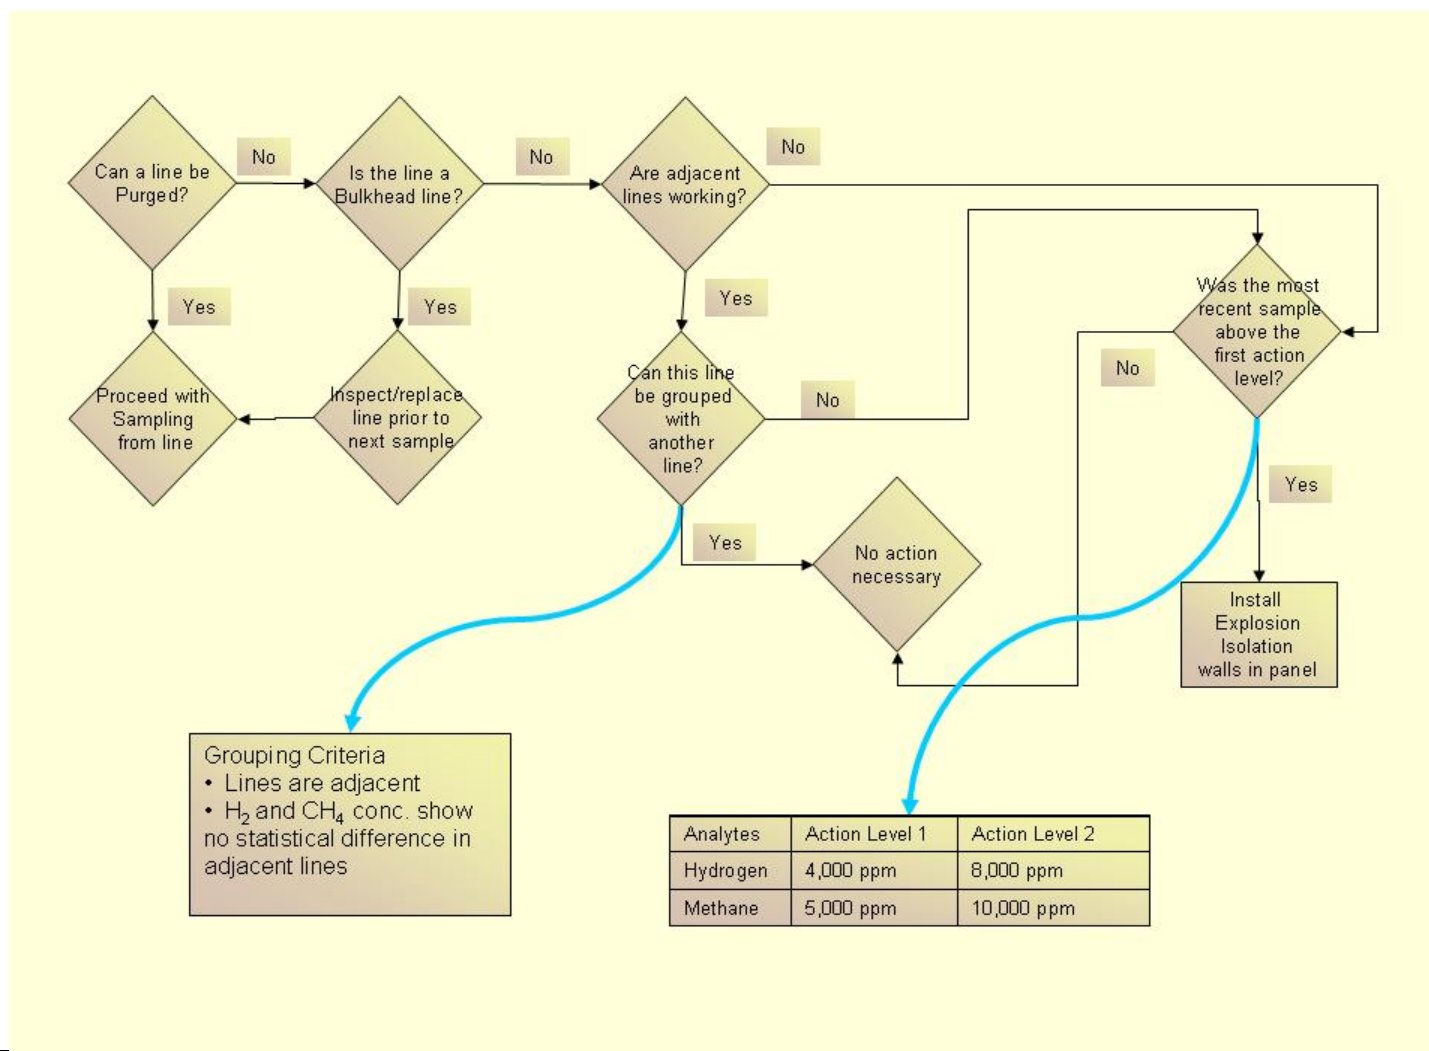 Can a line be
Purged?
No
Is the line a
Bulkhead line?
No
Are adjacent
lines working?
No
Yes
Yes
Yes
Was the most
recent sample
above the
first action
level?
Proceed with
Sampling
from line
Inspect/replace
line prior to
next sample
Can this line
be grouped
with
another
line?
No
No
Yes
Yes
No action
necessary
Install
Explosion
Isolation
walls in panel
Grouping Criteria
• Lines are adjacent
• H2 and CH4 conc. show
no statistical difference in
adjacent lines
Analytes Action Level 1 Action Level 2
Hydrogen 4,000 ppm 8,000 ppm
Methane 5,000 ppm 10,000 ppm